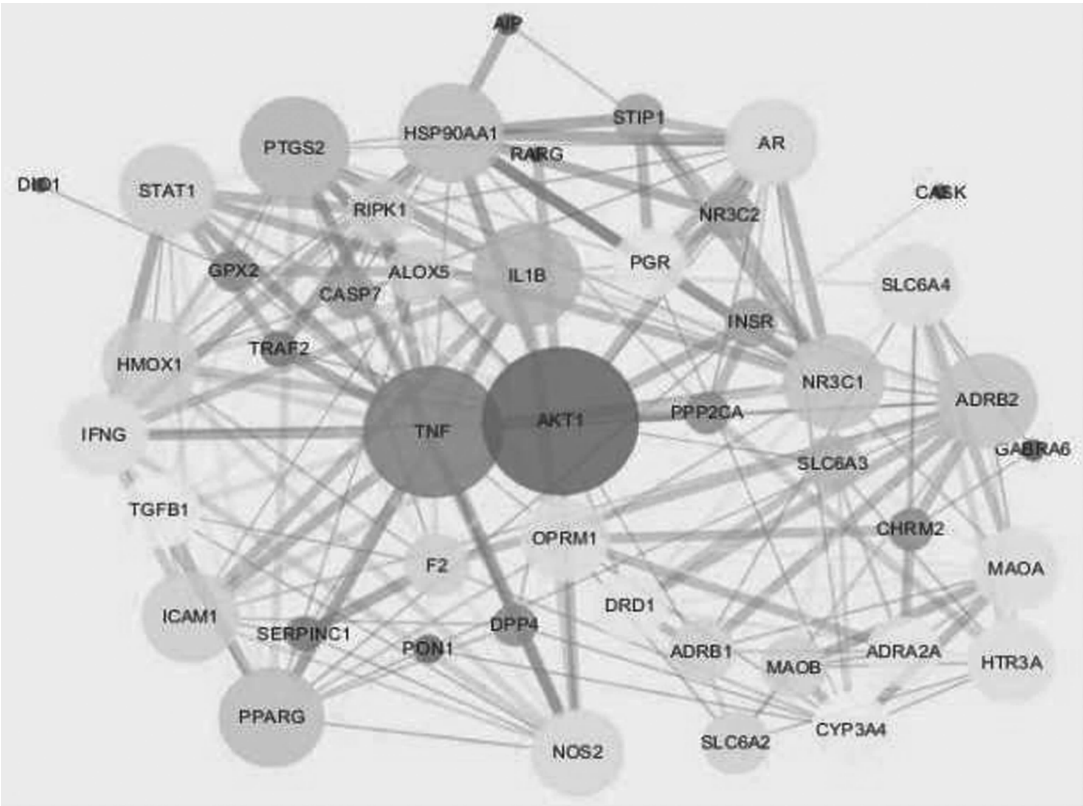 AIP
STIP1
HSP90AA1
AR
PTGS2
RARG
DIO1
STAT1
CASK
RIPK1
NR3C2
PGR
GPX2
ALOX5
IL1B
SLC6A4
CASP7
INSR
TRAF2
HMOX1
NR3C1
ADRB2
PPP2CA
AKT1
TNF
IFNG
GABRA6
SLC6A3
TGFB1
CHRM2
OPRM1
F2
MAOA
DRD1
ICAM1
DPP4
SERPINC1
PON1
ADRB1
ADRA2A
MAOB
HTR3A
PPARG
CYP3A4
SLC6A2
NOS2